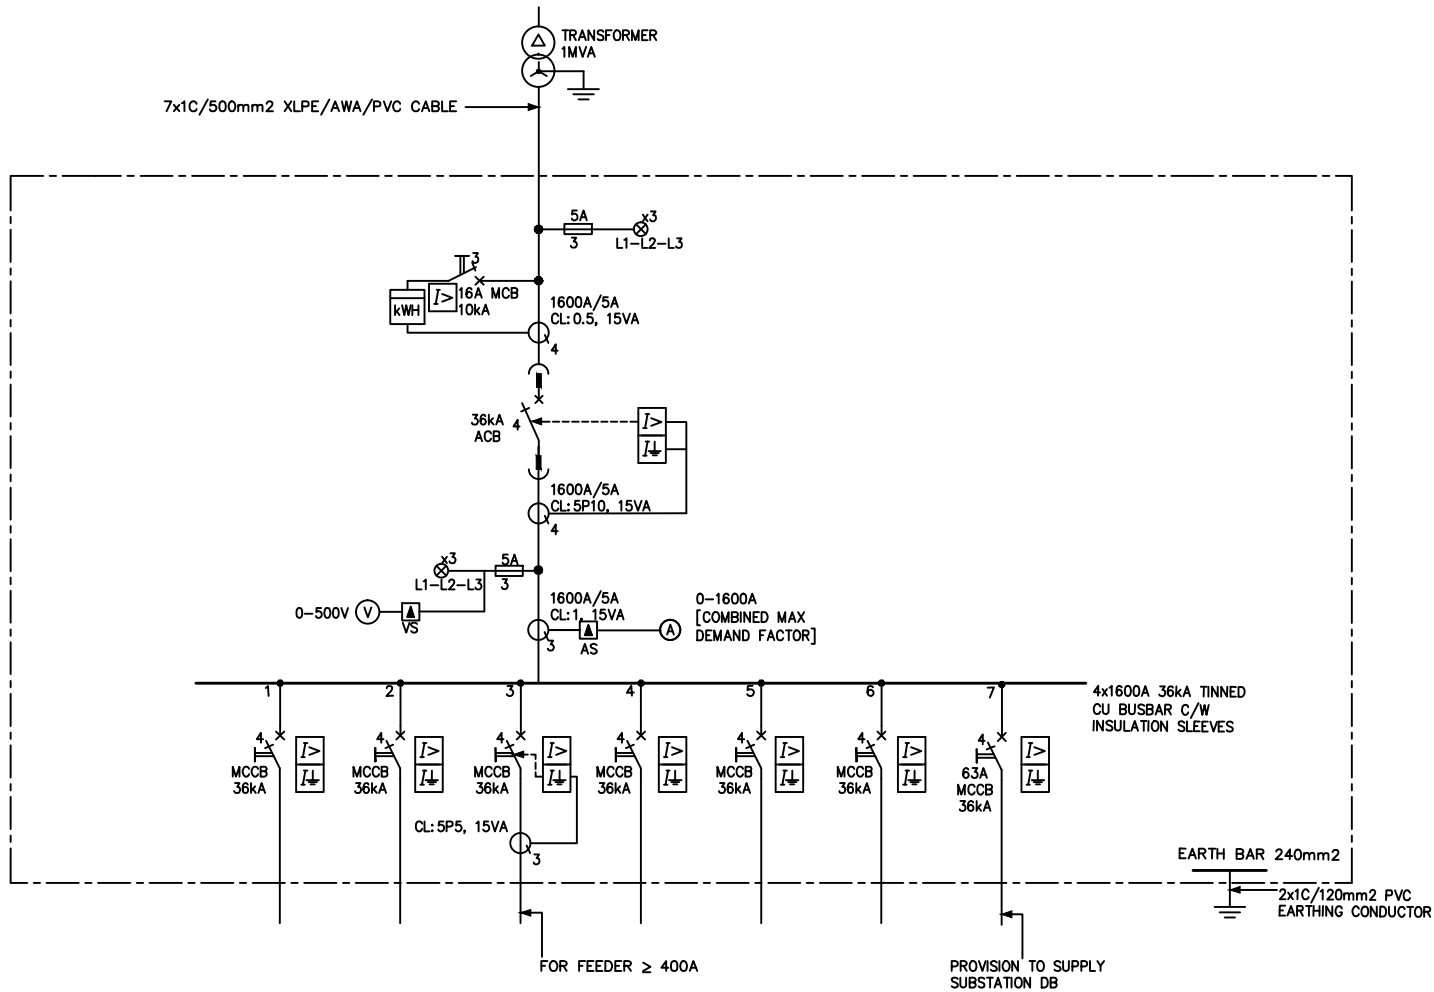 TRANSFORMER
1MVA
7x1C/500mm2 XLPE/AWA/PVC CABLE
5A
x3
3
L1-L2-L3
3
16A MCB
10kA
I>
kWH
1600A/5A
CL:0.5, 15VA
4
36kA
ACB
4
I>
I
1600A/5A
CL:5P10, 15VA
4
x3
5A
L1-L2-L3
3
0-500V
V
VS
1600A/5A
CL:1, 15VA
3
AS
A
0-1600A
[COMBINED MAX
DEMAND FACTOR]
1
2
3
4
5
6
7
4x1600A 36kA TINNED
CU BUSBAR C/W
INSULATION SLEEVES
4
I>
I
MCCB
36kA
4
I>
I
MCCB
36kA
4
I>
I
MCCB
36kA
4
I>
I
MCCB
36kA
4
I>
I
MCCB
36kA
4
I>
I
MCCB
36kA
4
I>
I
63A
MCCB
36kA
CL:5P5, 15VA
3
EARTH BAR 240mm2
2x1C/120mm2 PVC
EARTHING CONDUCTOR
FOR FEEDER ≥ 400A
PROVISION TO SUPPLY
SUBSTATION DB